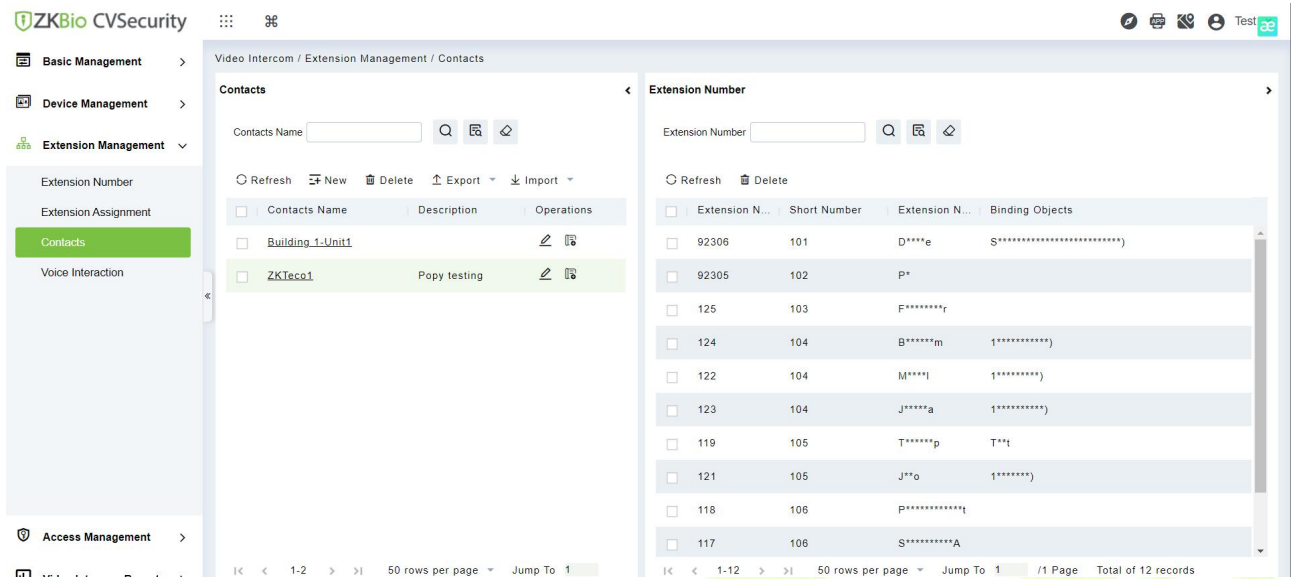 ZKBio CVSecurity
Test
æ
Basic Management
Device Management
Extension Management
Extension Number
Extension Assignment
Contacts
Voice Interaction
Access Management
Video Intercom / Extension Management / Contacts
Contacts
Contacts Name
Refresh New Delete Export Import
Contacts Name Description Operations
Building 1-Unit1
ZKTeco1 Popy testing
1-2 50 rows per page Jump To 1
Extension Number
Extension Number
Refresh Delete
Extension N... Short Number Extension N... Binding Objects
92306 101 D****e S**************************)
92305 102 P*
125 103 F********r
124 104 B******m 1***********)
122 104 M****l 1*********)
123 104 J*****a 1**********)
119 105 T******p T**t
121 105 J**o 1*******)
118 106 P************t
117 106 S**********A
1-12 50 rows per page Jump To 1 /1 Page Total of 12 records